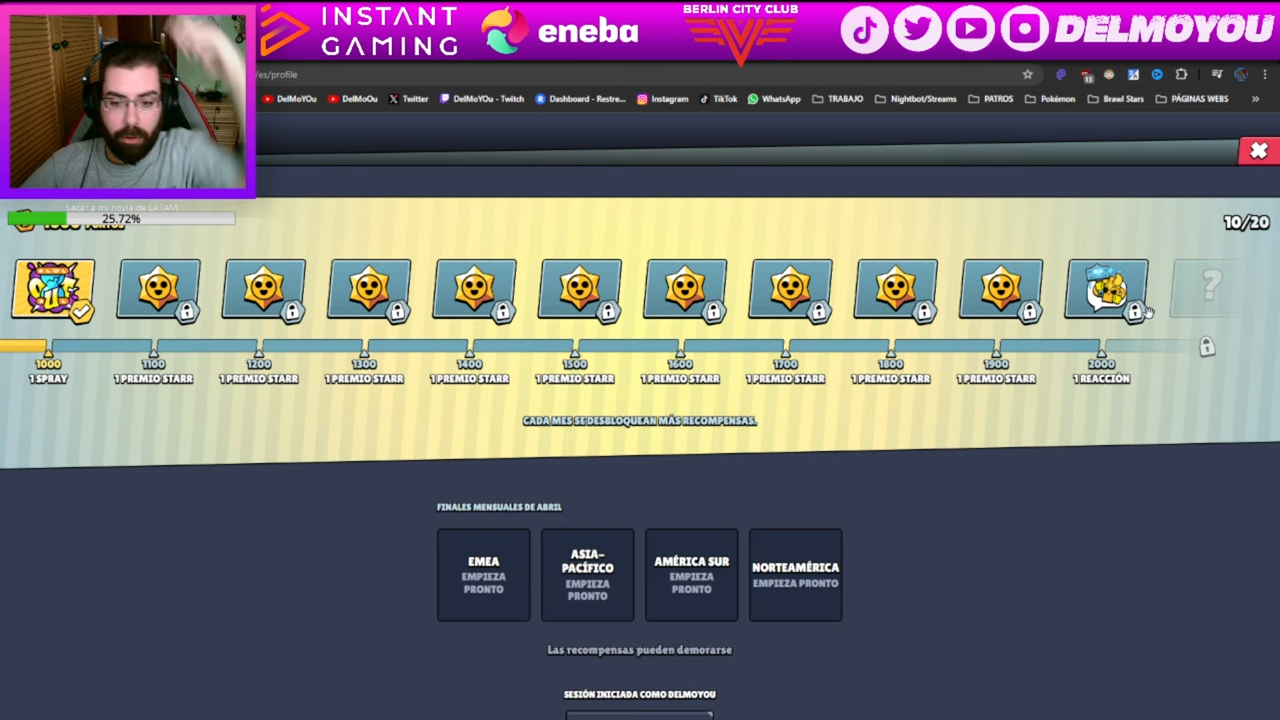 INSTANT GAMING
eneba
BERLIN CITY CLUB
DELMOYOU
/es/profile
DelMoYOu
DelMoOu
Twitter
DelMoYOu - Twitch
Dashboard - Restre...
Instagram
TikTok
WhatsApp
TRABAJO
Nightbot/Streams
PATROS
Pokémon
Brawl Stars
PÁGINAS WEBS
»
Sacar a mi novia de LATAM
25.72%
10/20
1000
1 SPRAY
1100
1 PREMIO STARR
1200
1 PREMIO STARR
1300
1 PREMIO STARR
1400
1 PREMIO STARR
1500
1 PREMIO STARR
1600
1 PREMIO STARR
1700
1 PREMIO STARR
1800
1 PREMIO STARR
1900
1 PREMIO STARR
2000
1 REACCIÓN
?
CADA MES SE DESBLOQUEAN MÁS RECOMPENSAS.
FINALES MENSUALES DE ABRIL
EMEA
EMPIEZA
PRONTO
ASIA-
PACÍFICO
EMPIEZA
PRONTO
AMÉRICA SUR
EMPIEZA
PRONTO
NORTEAMÉRICA
EMPIEZA PRONTO
Las recompensas pueden demorarse
SESIÓN INICIADA COMO DELMOYOU